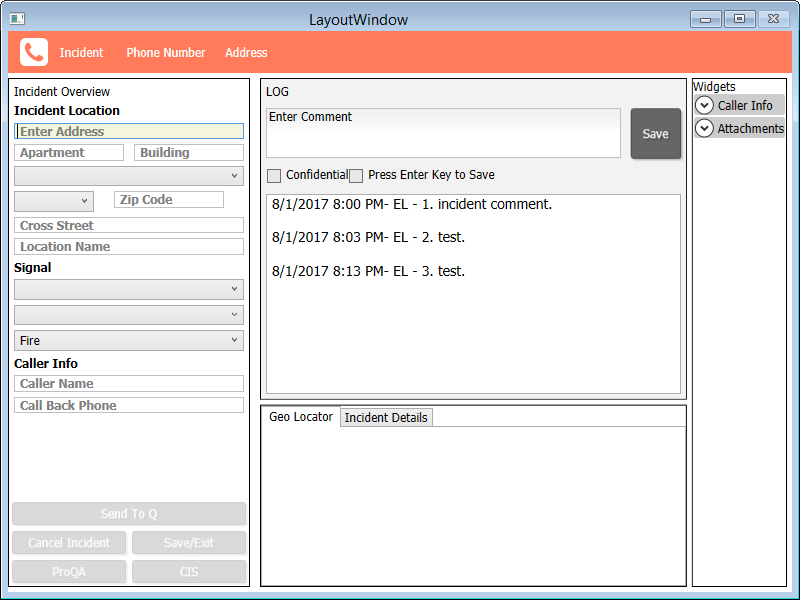 LayoutWindow
Incident Phone Number Address
Incident Overview
Incident Location
Enter Address
Apartment Building
Zip Code
Cross Street
Location Name
Signal
Fire
Caller Info
Caller Name
Call Back Phone
Send To Q
Cancel Incident Save/Exit
ProQA CIS
LOG
Enter Comment
Save
Confidential Press Enter Key to Save
8/1/2017 8:00 PM- EL - 1. incident comment.
8/1/2017 8:03 PM- EL - 2. test.
8/1/2017 8:13 PM- EL - 3. test.
Geo Locator Incident Details
Widgets
Caller Info
Attachments